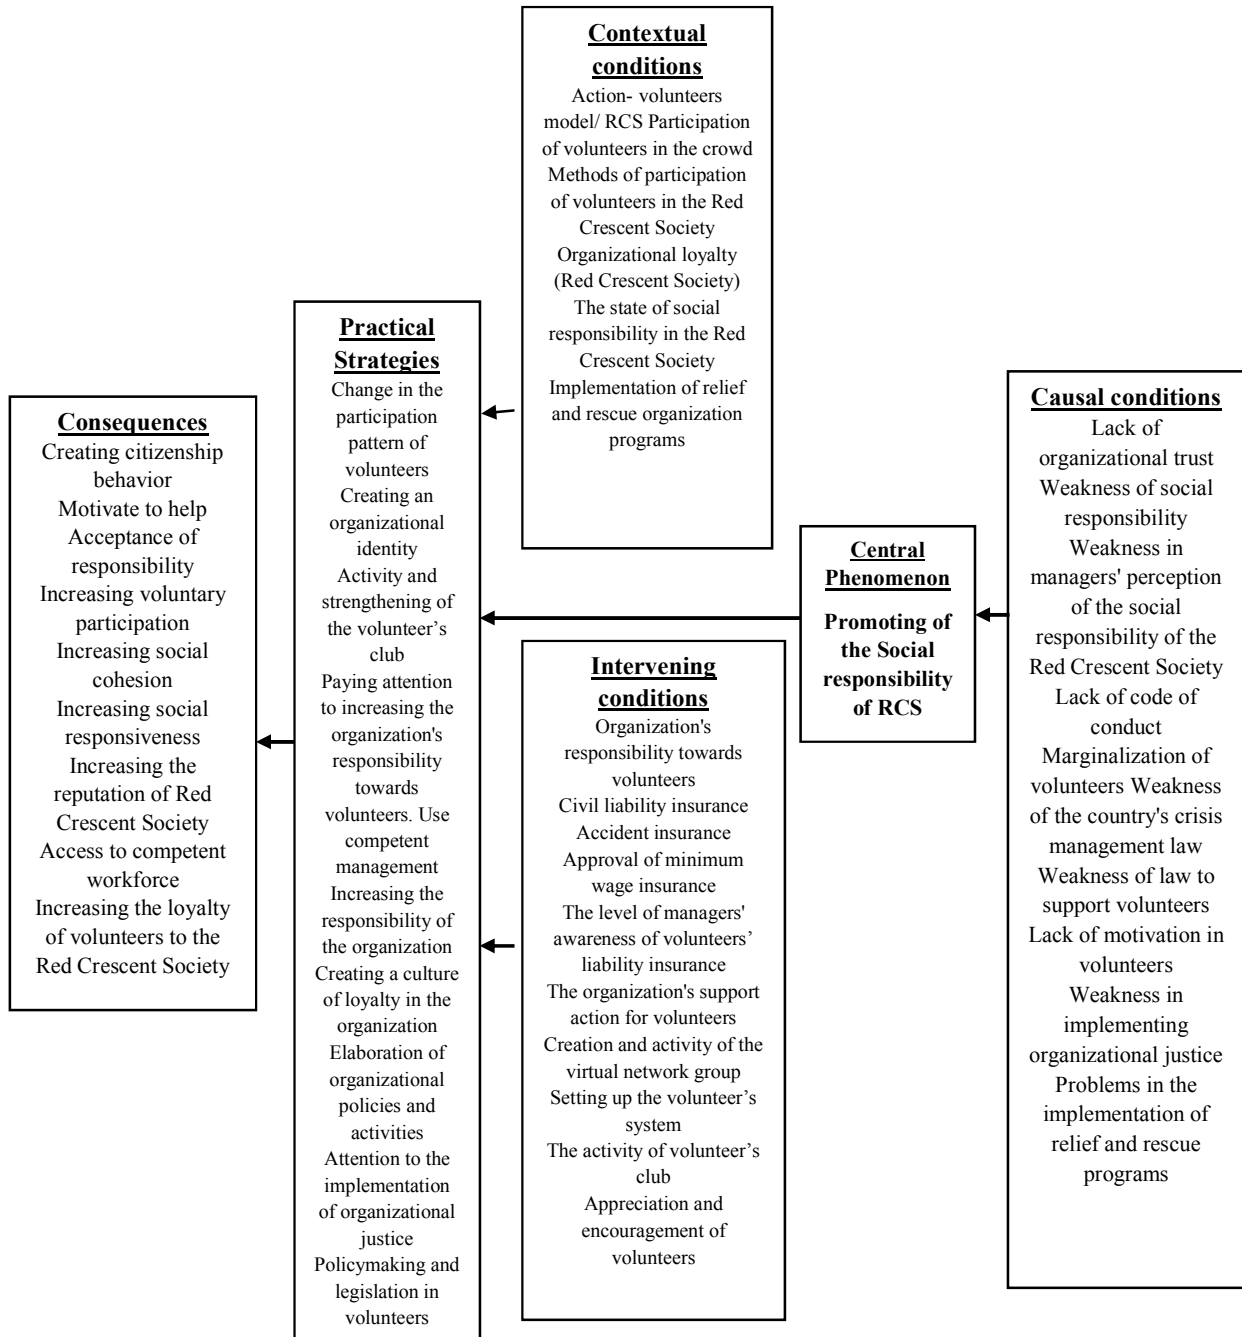 Contextual
conditions
Action- volunteers
model/ RCS Participation
of volunteers in the crowd
Methods of participation
of volunteers in the Red
Crescent Society
Organizational loyalty
(Red Crescent Society)
The state of social
responsibility in the Red
Crescent Society
Implementation of relief
and rescue organization
programs
Practical
Strategies
Change in the
participation
pattern of
volunteers
Creating an
organizational
identity
Activity and
strengthening of
the volunteer’s
club
Paying attention
to increasing the
organization's
responsibility
towards
volunteers. Use
competent
management
Increasing the
responsibility of
the organization
Creating a culture
of loyalty in the
organization
Elaboration of
organizational
policies and
activities
Attention to the
implementation
of organizational
justice
Policymaking and
legislation in
volunteers
Consequences
Creating citizenship
behavior
Motivate to help
Acceptance of
responsibility
Increasing voluntary
participation
Increasing social
cohesion
Increasing social
responsiveness
Increasing the
reputation of Red
Crescent Society
Access to competent
workforce
Increasing the loyalty
of volunteers to the
Red Crescent Society
Central
Phenomenon
Promoting of
the Social
responsibility
of RCS
Intervening
conditions
Organization's
responsibility towards
volunteers
Civil liability insurance
Accident insurance
Approval of minimum
wage insurance
The level of managers'
awareness of volunteers’
liability insurance
The organization's support
action for volunteers
Creation and activity of the
virtual network group
Setting up the volunteer’s
system
The activity of volunteer’s
club
Appreciation and
encouragement of
volunteers
Causal conditions
Lack of
organizational trust
Weakness of social
responsibility
Weakness in
managers' perception
of the social
responsibility of the
Red Crescent Society
Lack of code of
conduct
Marginalization of
volunteers Weakness
of the country's crisis
management law
Weakness of law to
support volunteers
Lack of motivation in
volunteers
Weakness in
implementing
organizational justice
Problems in the
implementation of
relief and rescue
programs